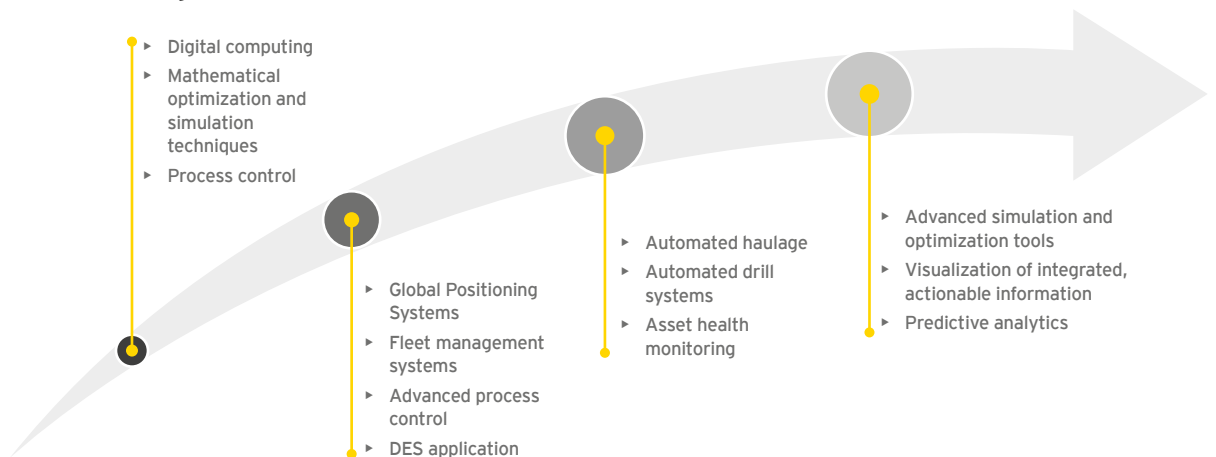 Digital computing
Mathematical
optimization and
simulation
techniques
Process control
Global Positioning
Systems
Fleet management
systems
Advanced process
control
DES application
Automated haulage
Automated drill
systems
Asset health
monitoring
Advanced simulation and
optimization tools
Visualization of integrated,
actionable information
Predictive analytics